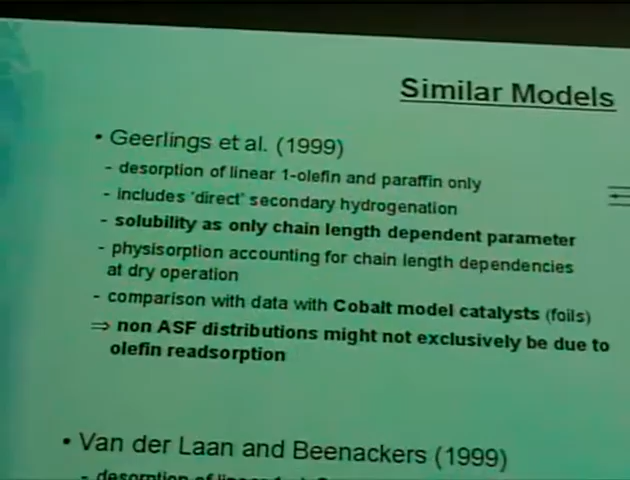 Similar Models
• Geerlings et al. (1999)
- desorption of linear 1-olefin and paraffin only
- includes 'direct' secondary hydrogenation
- solubility as only chain length dependent parameter
- physisorption accounting for chain length dependencies
at dry operation
- comparison with data with Cobalt model catalysts (foils)
⇒ non ASF distributions might not exclusively be due to
olefin readsorption
• Van der Laan and Beenackers (1999)
- desorption of